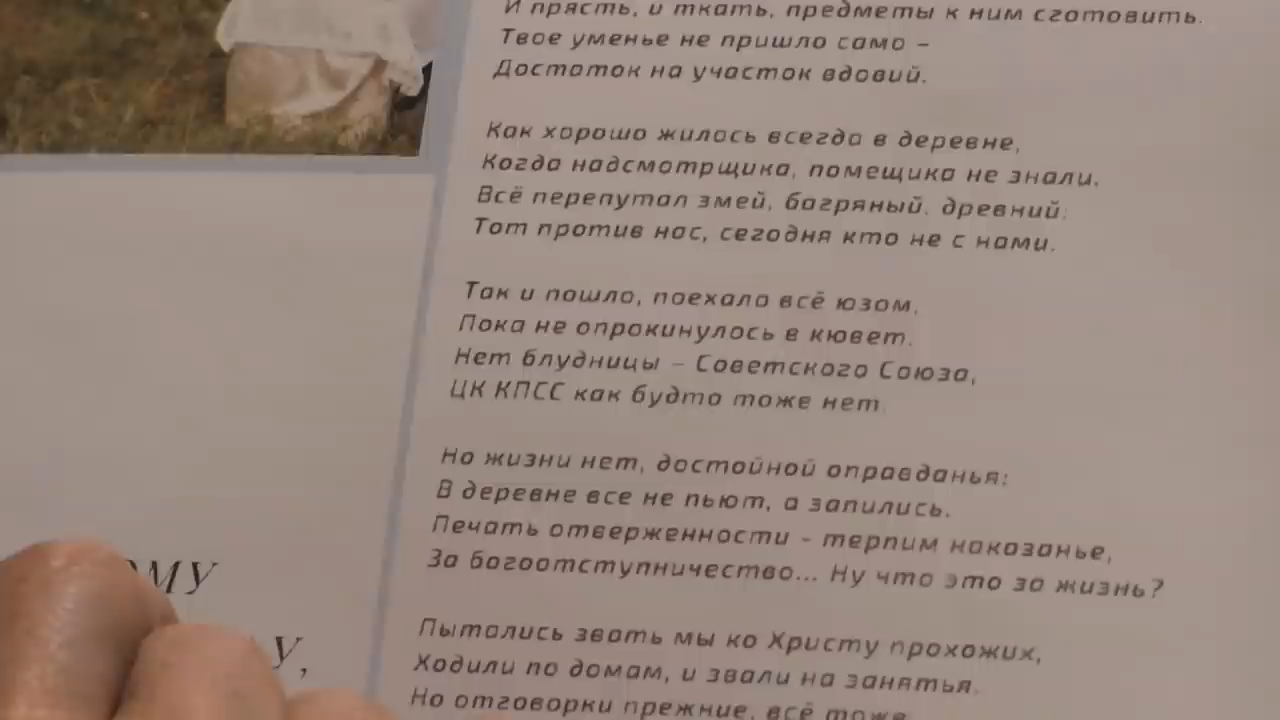 И прясть, и ткать, предметы к ним сготовить.
Твое уменье не пришло само –
Достаток на участок вдовий.
Как хорошо жилось всегда в деревне,
Когда надсмотрщика, помещика не знали.
Всё перепутал змей, багряный, древний:
Тот против нас, сегодня кто не с нами.
Так и пошло, поехало всё юзом,
Пока не опрокинулось в кювет.
Нет блудницы – Советского Союза,
ЦК КПСС как будто тоже нет.
Но жизни нет, достойной оправданья:
В деревне все не пьют, а запились.
Печать отверженности – терпим наказанье,
За богоотступничество... Ну что это за жизнь?
Пытались звать мы ко Христу прохожих,
Ходили по домам, и звали на занятья.
Но отговорки прежние, всё тоже
ОМУ
У,